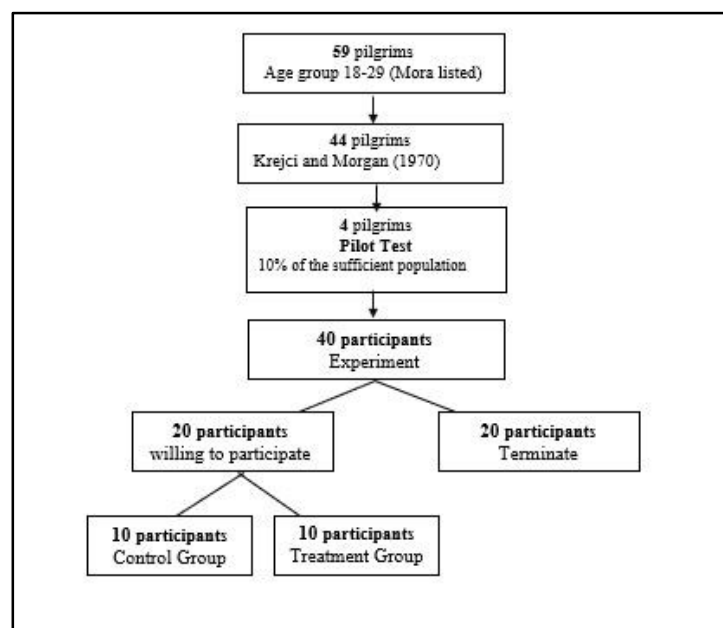 59 pilgrims
Age group 18-29 (Mora listed)
44 pilgrims
Krejci and Morgan (1970)
4 pilgrims
Pilot Test
10% of the sufficient population
40 participants
Experiment
20 participants
willing to participate
20 participants
Terminate
10 participants
Control Group
10 participants
Treatment Group